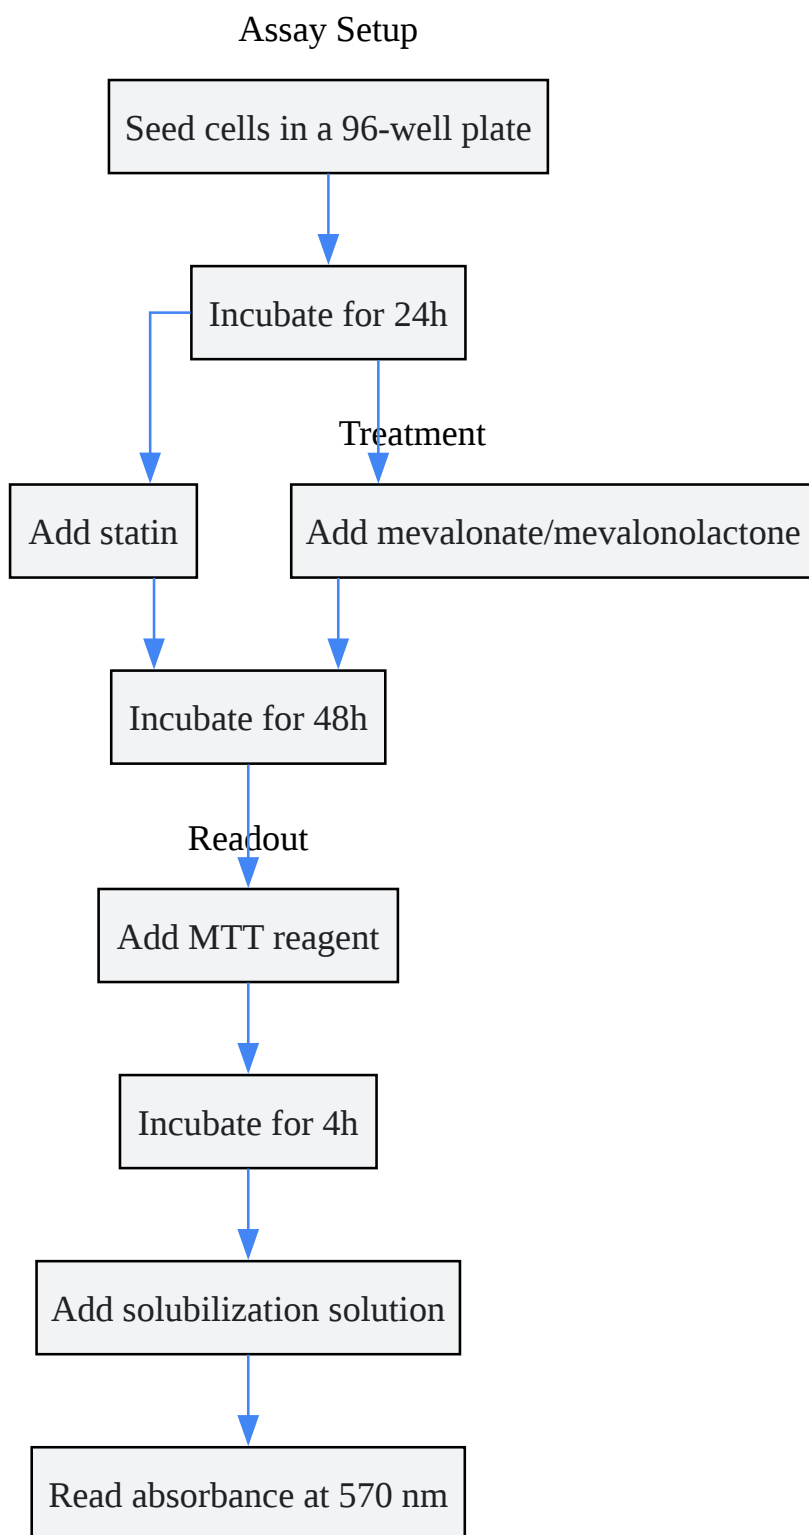 Assay Setup
Seed cells in a 96-well plate
Incubate for 24h
Treatment
Add statin
Add mevalonate/mevalonolactone
Incubate for 48h
Readout
Add MTT reagent
Incubate for 4h
Add solubilization solution
Read absorbance at 570 nm